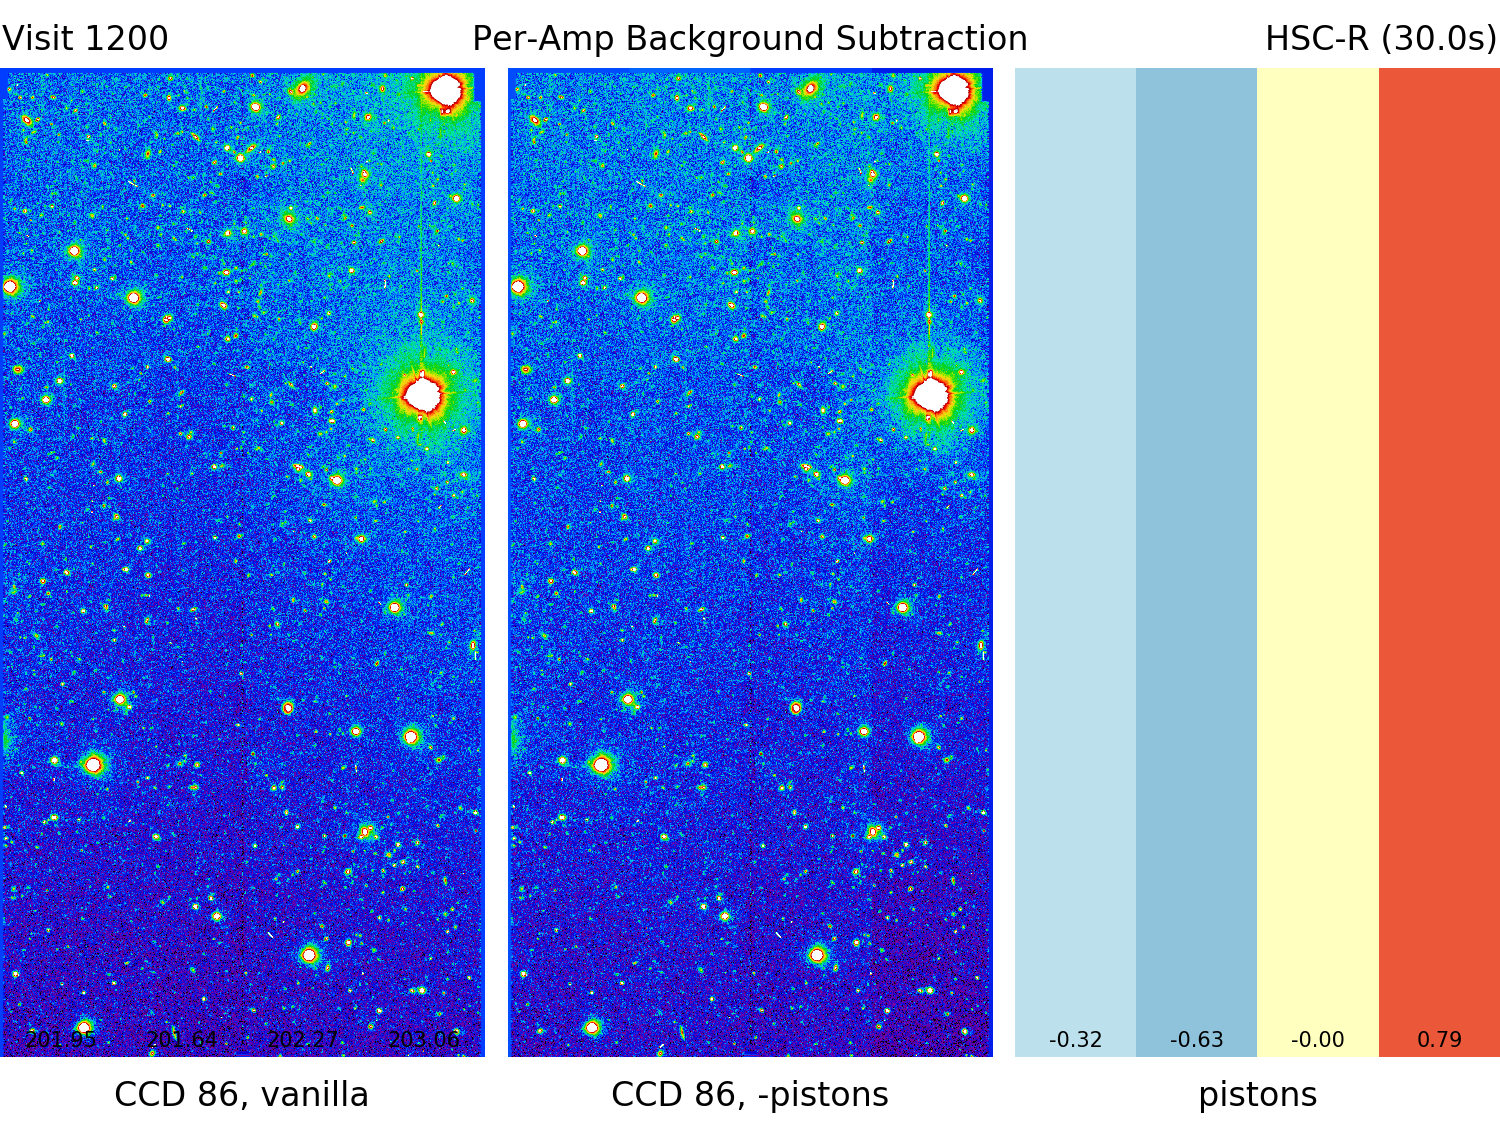 Visit 1200 Per-Amp Background Subtraction HSC-R (30.0s)
201.95 201.64 202.27 203.06 -0.32 -0.63 -0.00 0.79
CCD 86, vanilla CCD 86, -pistons pistons